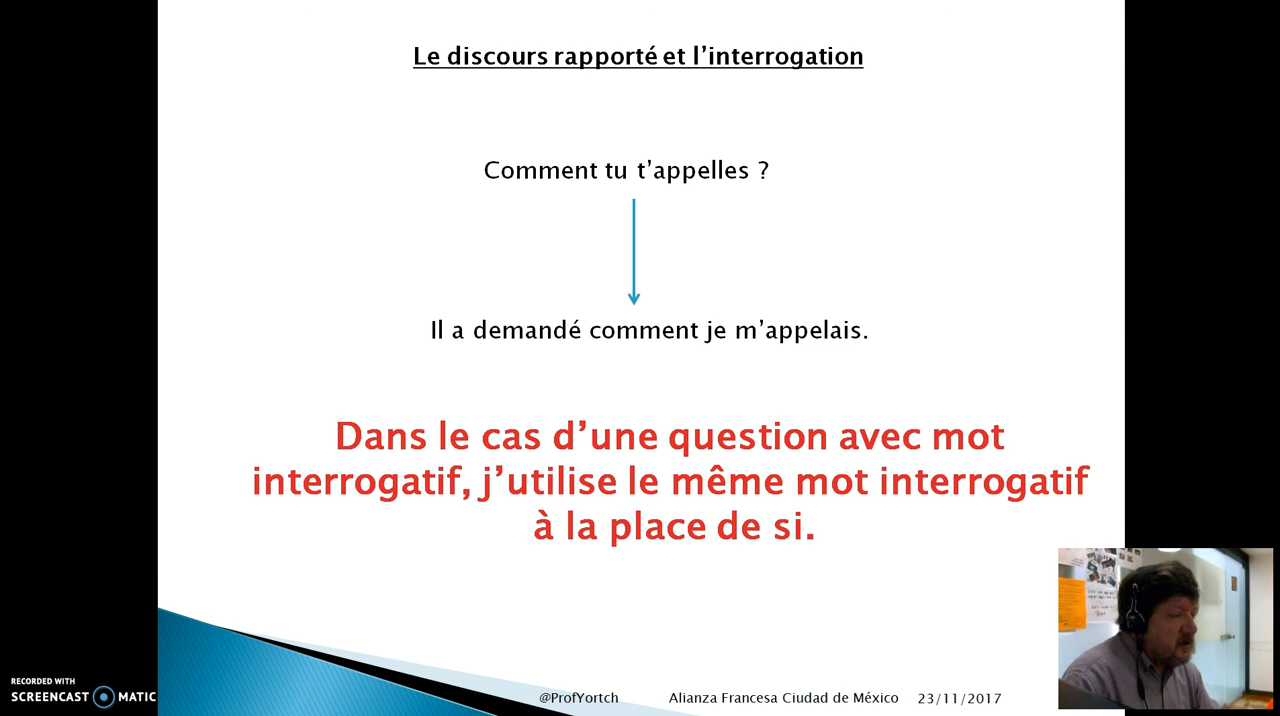 Le discours rapporté et l’interrogation
Comment tu t’appelles ?
Il a demandé comment je m’appelais.
Dans le cas d’une question avec mot
interrogatif, j’utilise le même mot interrogatif
à la place de si.
RECORDED WITH
SCREENCAST MATIC
@ProfYortch Alianza Francesa Ciudad de México 23/11/2017